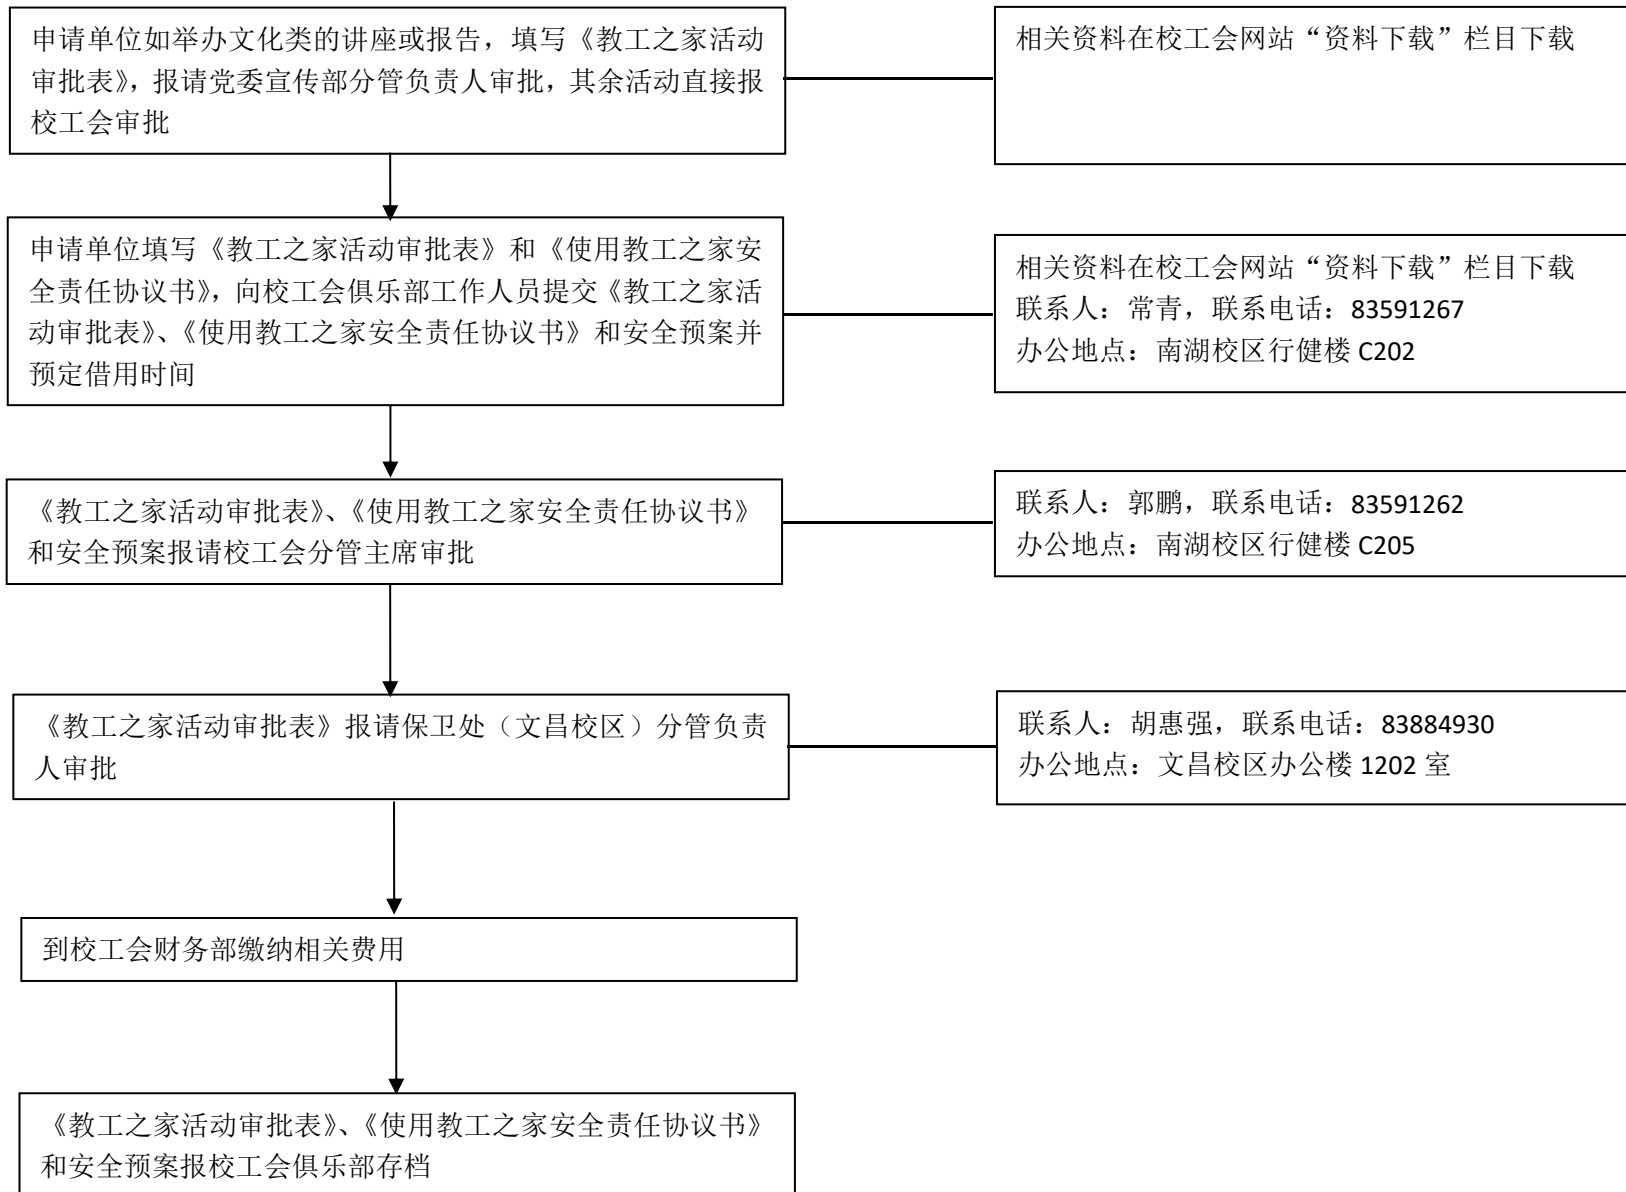 申请单位如举办文化类的讲座或报告，填写《教工之家活动
审批表》，报请党委宣传部分管负责人审批，其余活动直接报
校工会审批
相关资料在校工会网站“资料下载”栏目下载
申请单位填写《教工之家活动审批表》和《使用教工之家安
全责任协议书》，向校工会俱乐部工作人员提交《教工之家活
动审批表》、《使用教工之家安全责任协议书》和安全预案并
预定借用时间
相关资料在校工会网站“资料下载”栏目下载
联系人：常青，联系电话：83591267
办公地点：南湖校区行健楼 C202
《教工之家活动审批表》、《使用教工之家安全责任协议书》
和安全预案报请校工会分管主席审批
联系人：郭鹏，联系电话：83591262
办公地点：南湖校区行健楼 C205
《教工之家活动审批表》报请保卫处（文昌校区）分管负责
人审批
联系人：胡惠强，联系电话：83884930
办公地点：文昌校区办公楼 1202 室
到校工会财务部缴纳相关费用
《教工之家活动审批表》、《使用教工之家安全责任协议书》
和安全预案报校工会俱乐部存档